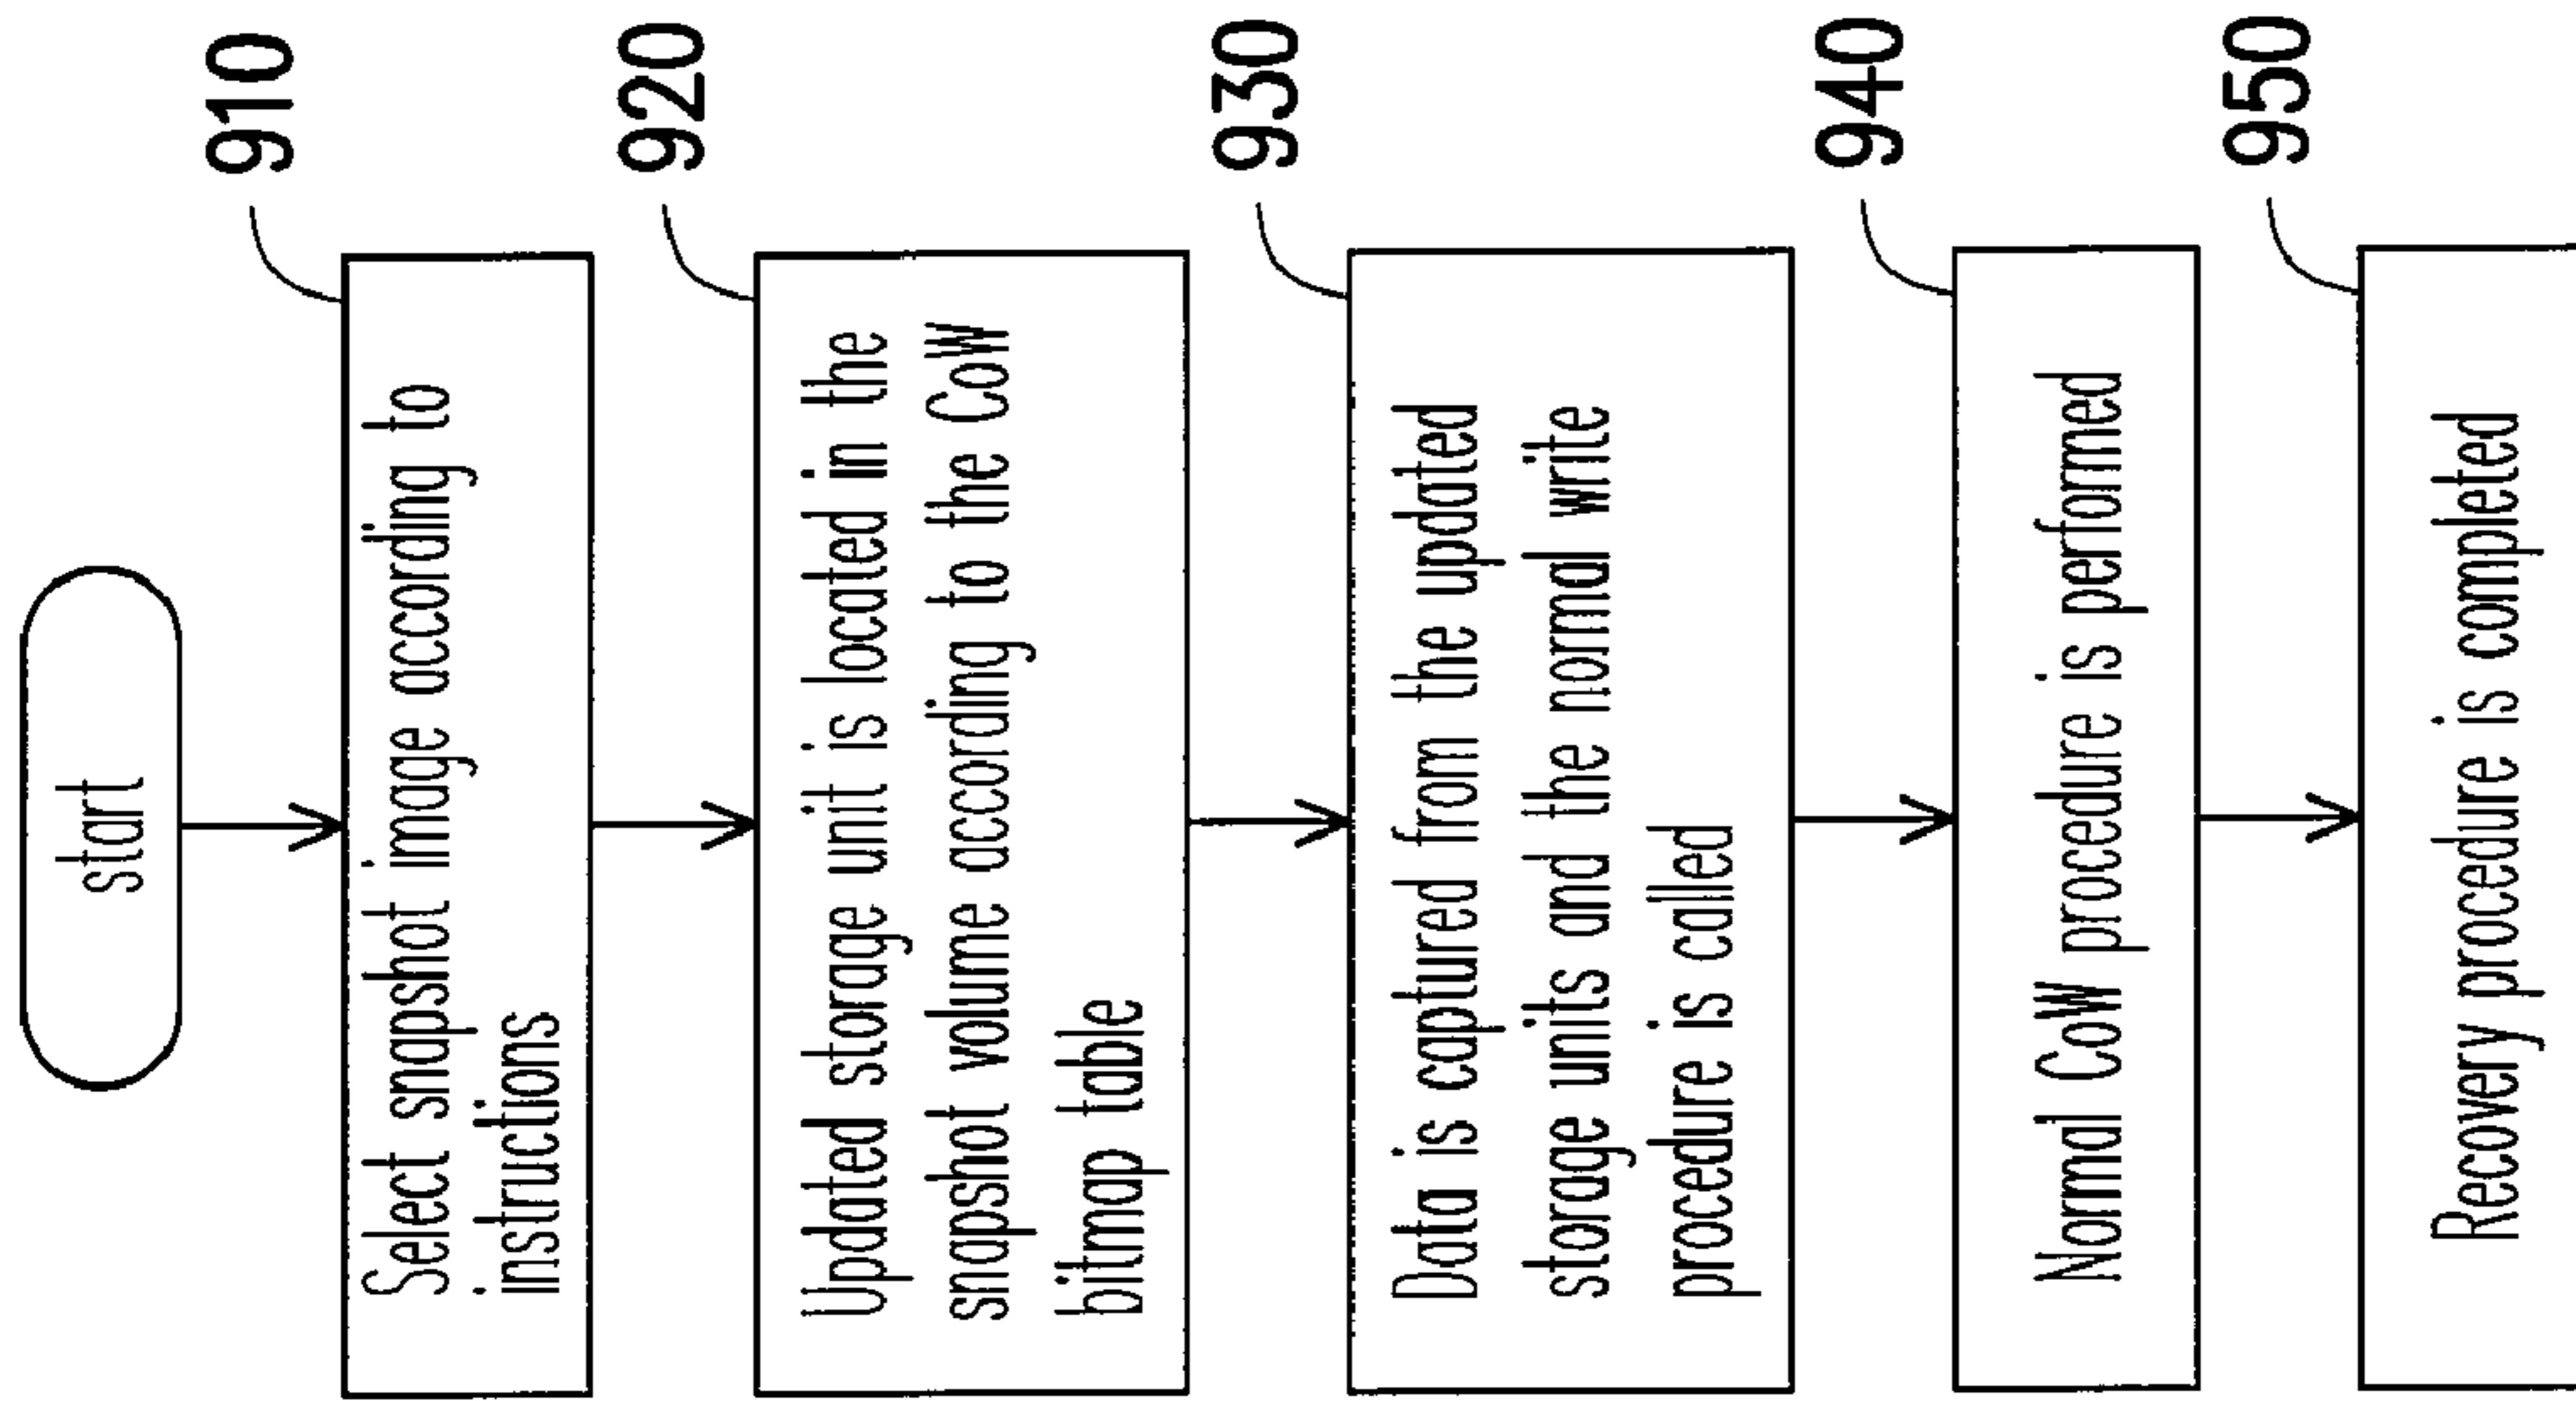 start
910
Select snapshot image according to
instructions
920
Updated storage unit is located in the
snapshot volume according to the CoW
bitmap table
930
Data is captured from the updated
storage units and the normal write
procedure is called
940
Normal CoW procedure is performed
950
Recovery procedure is completed